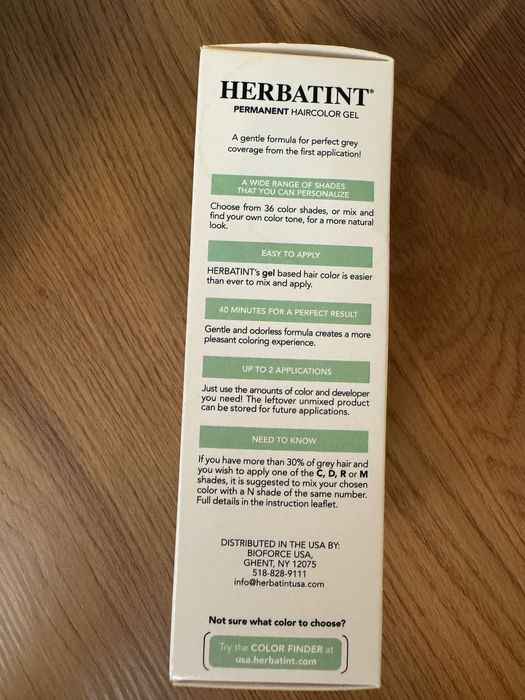 HERBATINT®
PERMANENT HAIRCOLOR GEL
A gentle formula for perfect grey
coverage from the first application!
A WIDE RANGE OF SHADES
THAT YOU CAN PERSONALIZE
Choose from 36 color shades, or mix and
find your own color tone, for a more natural
look.
EASY TO APPLY
HERBATINT's gel based hair color is easier
than ever to mix and apply.
40 MINUTES FOR A PERFECT RESULT
Gentle and odorless formula creates a more
pleasant coloring experience.
UP TO 2 APPLICATIONS
Just use the amounts of color and developer
you need! The leftover unmixed product
can be stored for future applications.
NEED TO KNOW
If you have more than 30% of grey hair and
you wish to apply one of the C, D, R or M
shades, it is suggested to mix your chosen
color with a N shade of the same number.
Full details in the instruction leaflet.
DISTRIBUTED IN THE USA BY:
BIOFORCE USA,
GHENT, NY 12075
518-828-9111
info@herbatintusa.com
Not sure what color to choose?
Try the COLOR FINDER at
usa.herbatint.com